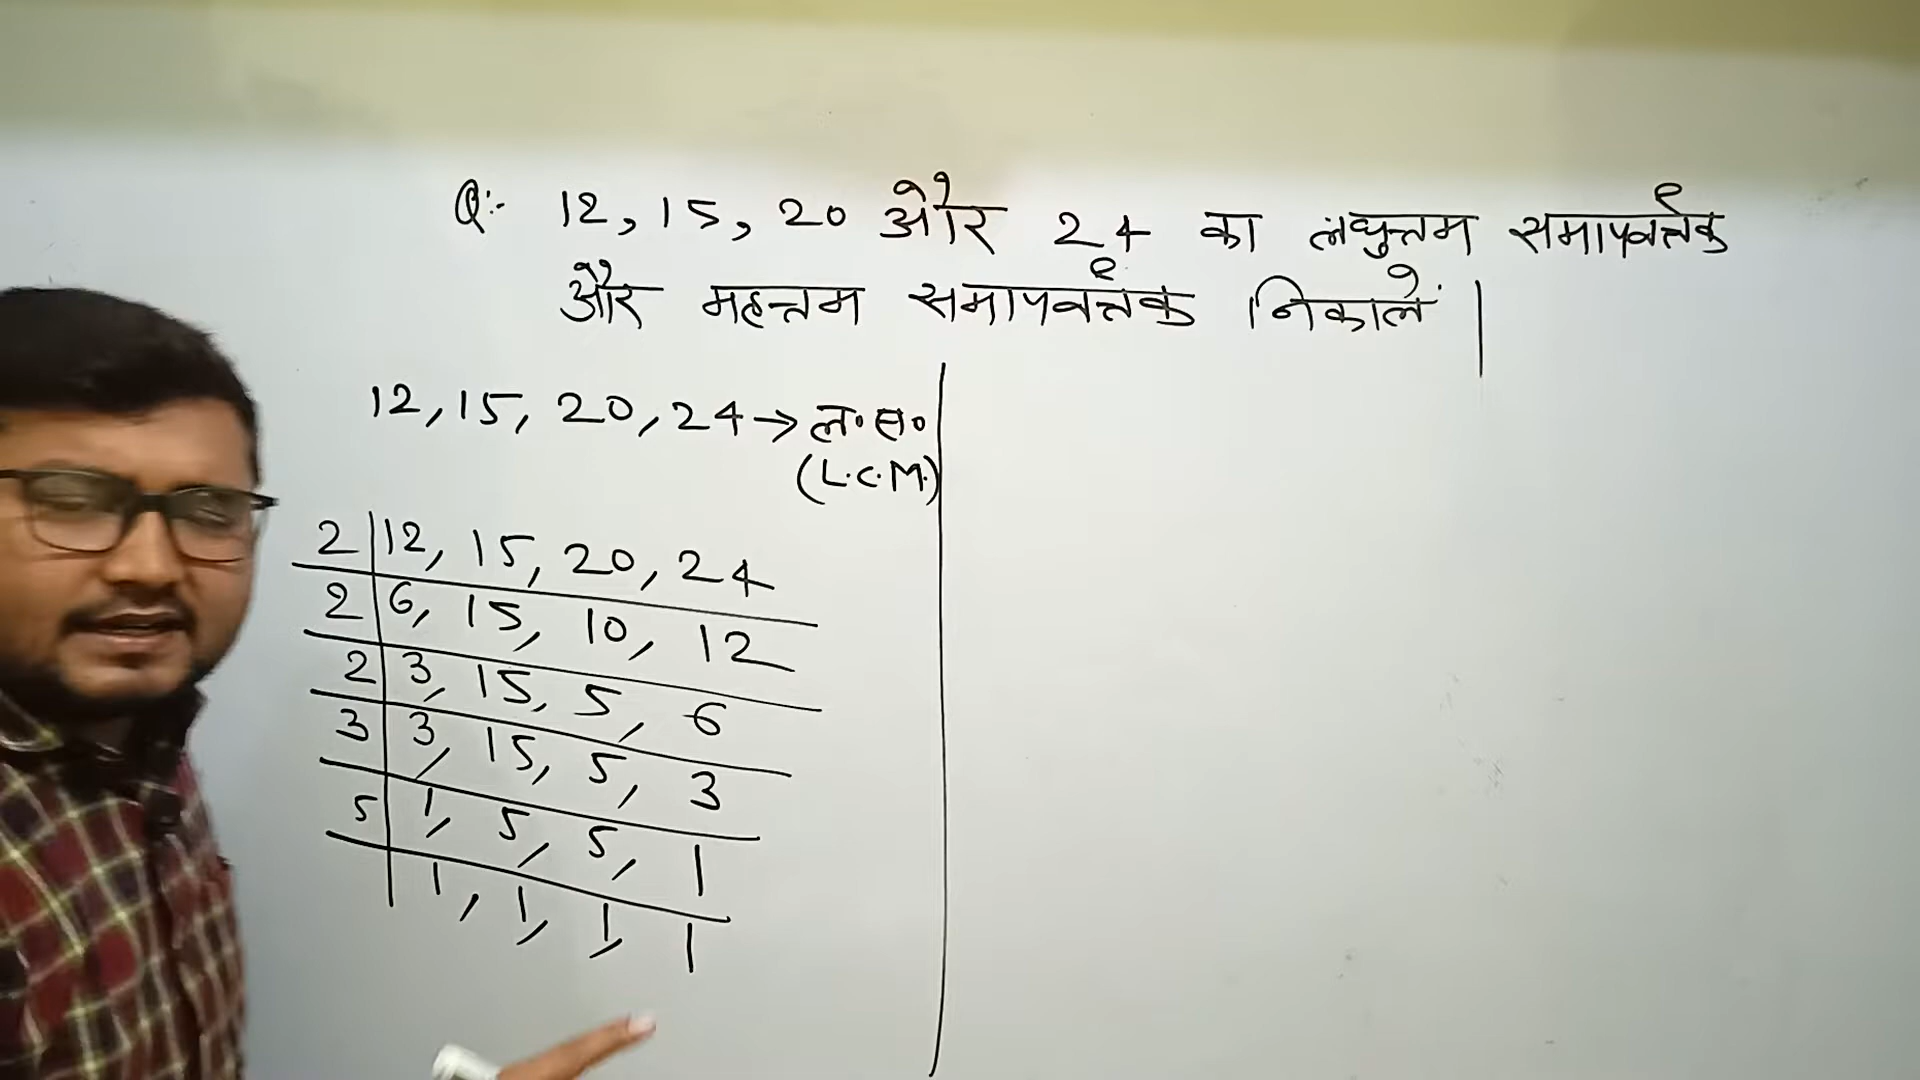 Q:- 12, 15, 20 और 24 का लघुत्तम समापवर्त्तक
और महत्तम समापवर्त्तक निकालें।
12, 15, 20, 24 → ल॰ स॰
(L.C.M.)
2 | 12, 15, 20, 24
2 | 6, 15, 10, 12
2 | 3, 15, 5, 6
3 | 3, 15, 5, 3
5 | 1, 5, 5, 1
| 1, 1, 1, 1